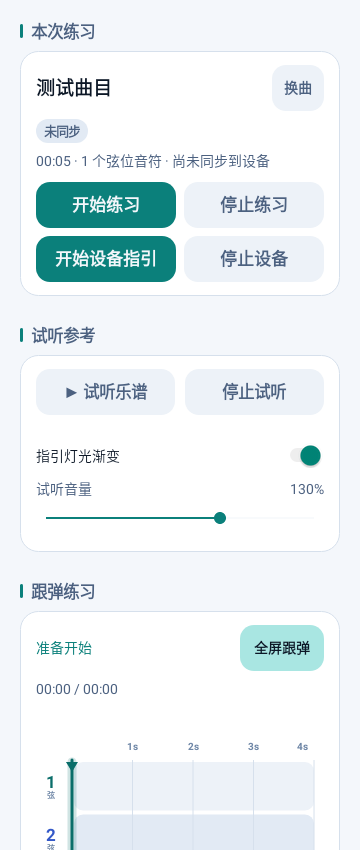 本次练习
测试曲目
换曲
未同步
00:05 · 1 个弦位音符 · 尚未同步到设备
开始练习
停止练习
开始设备指引
停止设备
试听参考
► 试听乐谱
停止试听
指引灯光渐变
试听音量
130%
跟弹练习
准备开始
全屏跟弹
00:00 / 00:00
1s
2s
3s
4s
1
弦
2
弦